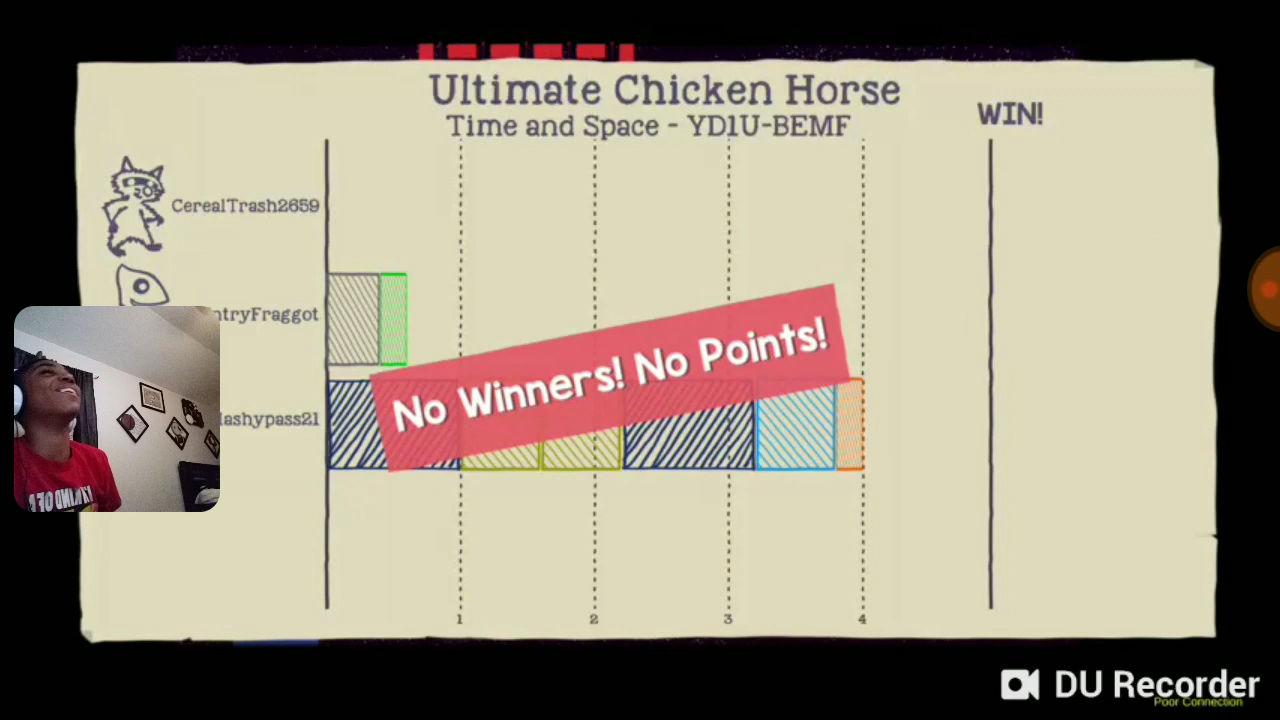 Ultimate Chicken Horse
WIN!
Time and Space - YD1U-BEMF
CerealTrash2659
ntryFraggot
lashypass21
No Winners! No Points!
1 2 3 4
DU Recorder
Poor Connection